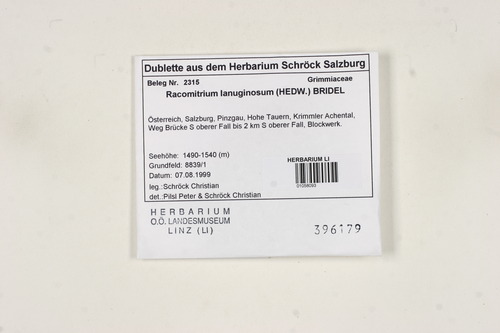 Dublette aus dem Herbarium Schröck Salzburg
Beleg Nr. 2315 Grimmiaceae
Racomitrium lanuginosum (HEDW.) BRIDEL
Österreich, Salzburg, Pinzgau, Hohe Tauern, Krimmler Achental,
Weg Brücke S oberer Fall bis 2 km S oberer Fall, Blockwerk.
Seehöhe: 1490-1540 (m)
Grundfeld: 8839/1
Datum: 07.08.1999
leg.:Schröck Christian
det.:Pilsl Peter & Schröck Christian
HERBARIUM LI
01058093
HERBARIUM
O.Ö. LANDESMUSEUM
LINZ (LI)
396179